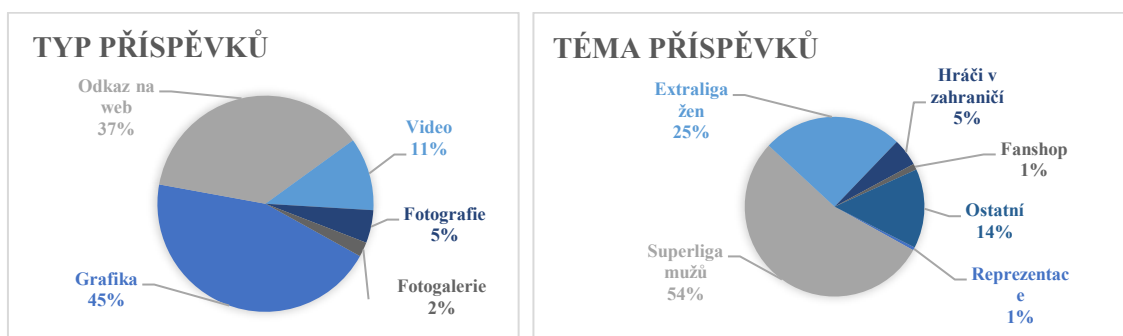 TYP PŘÍSPĚVKŮ
Odkaz na
web
37%
Video
11%
Fotografie
5%
Fotogalerie
2%
Grafika
45%
TÉMA PŘÍSPĚVKŮ
Extraliga
žen
25%
Hráči v
zahraničí
5%
Fanshop
1%
Ostatní
14%
Reprezentac
e
1%
Superliga
mužů
54%